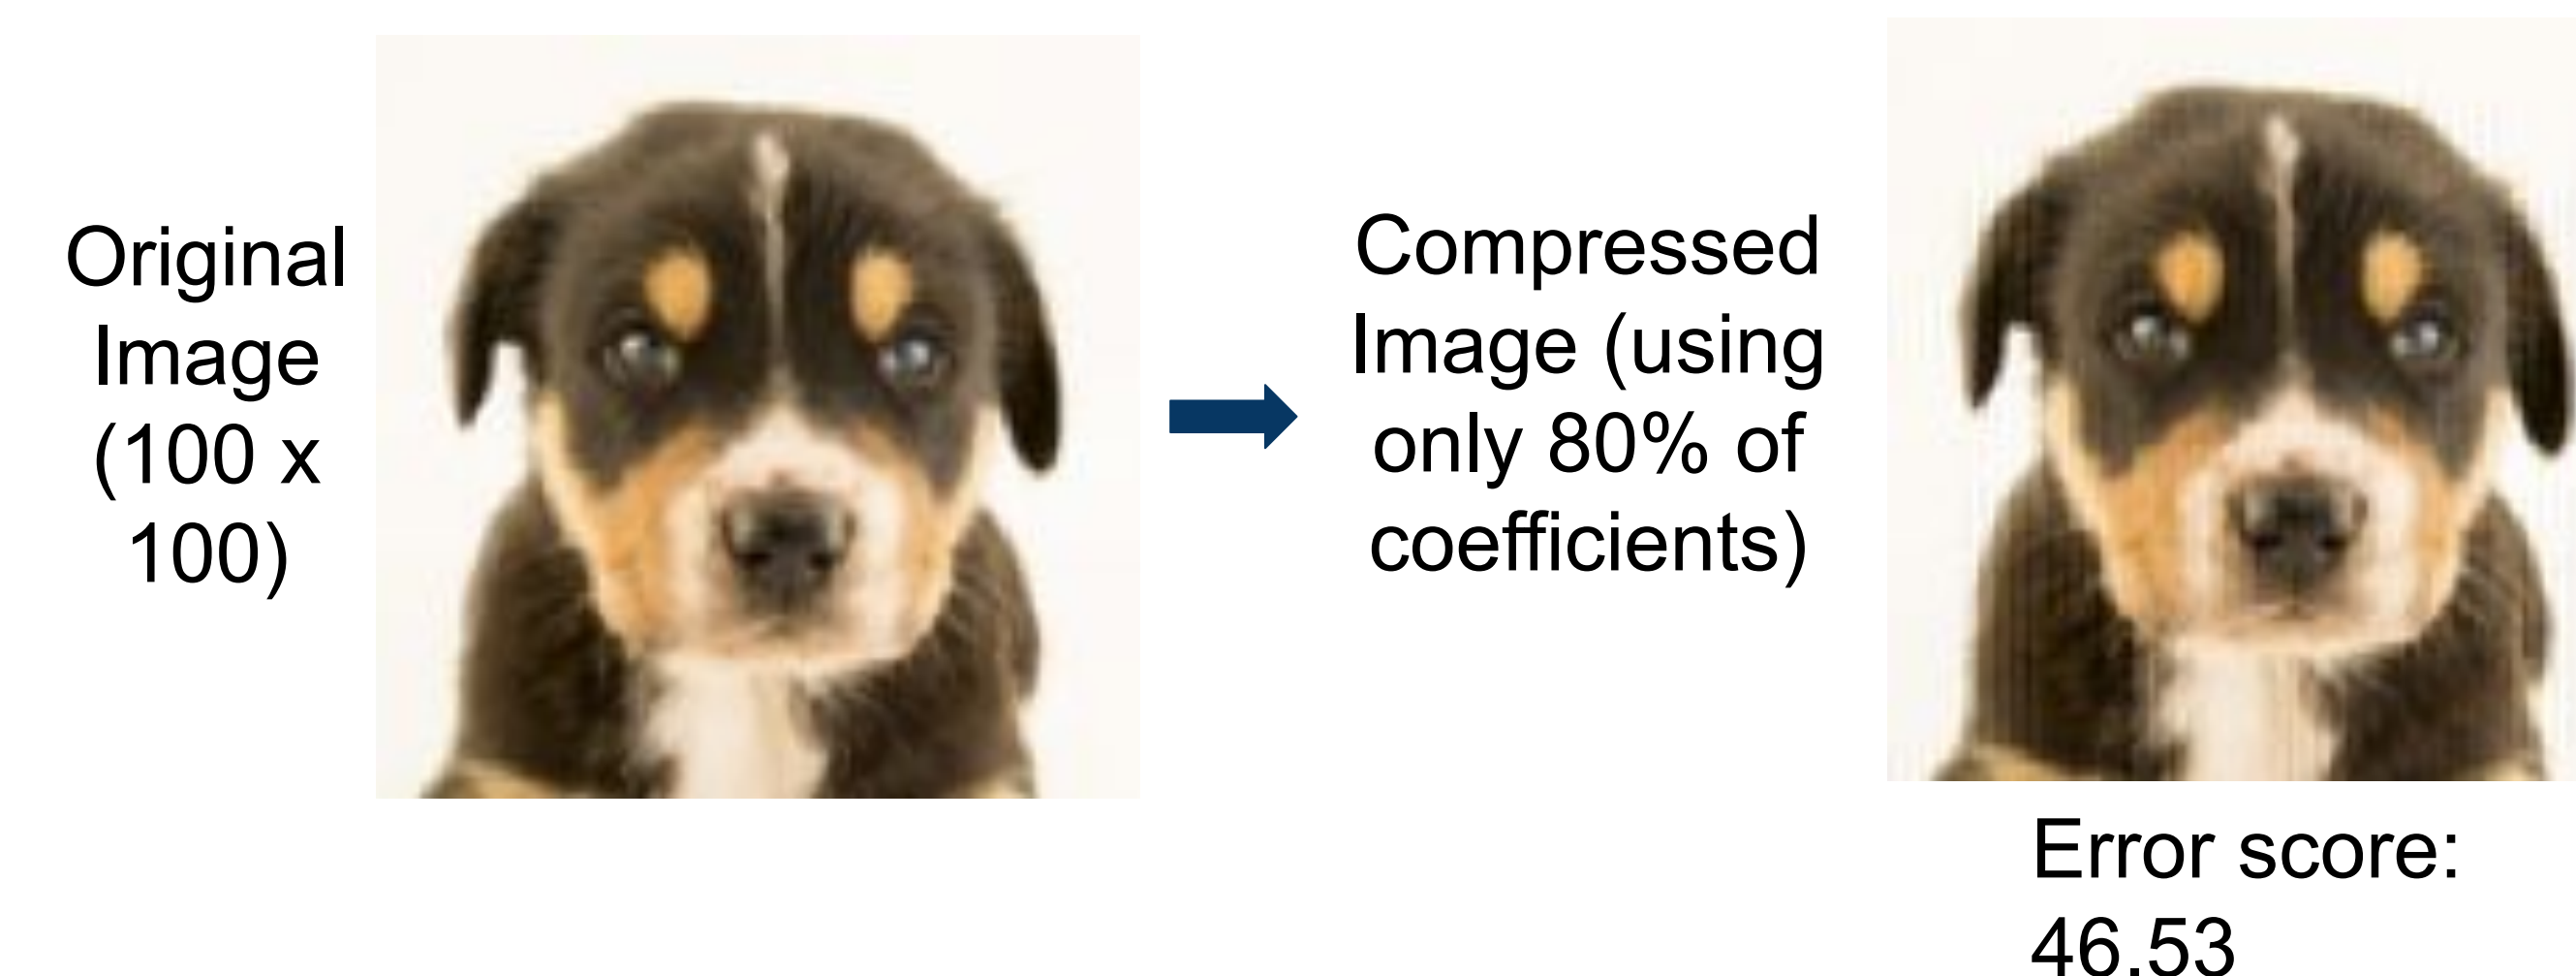 Original
Image
(100 x
100)
Compressed
Image (using
only 80% of
coefficients)
Error score:
46.53